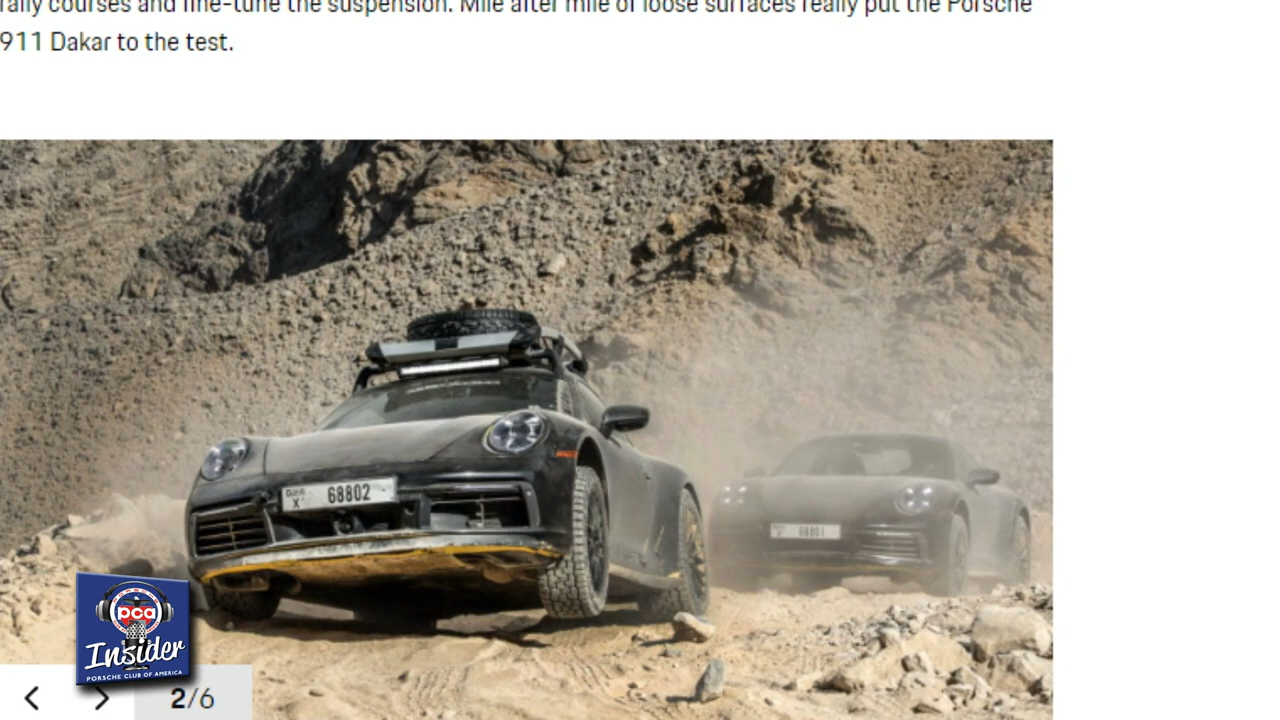 rally courses and fine-tune the suspension. Mile after mile of loose surfaces really put the Porsche
911 Dakar to the test.
X 68802
68801
pca
Insider
PORSCHE CLUB OF AMERICA
2/6